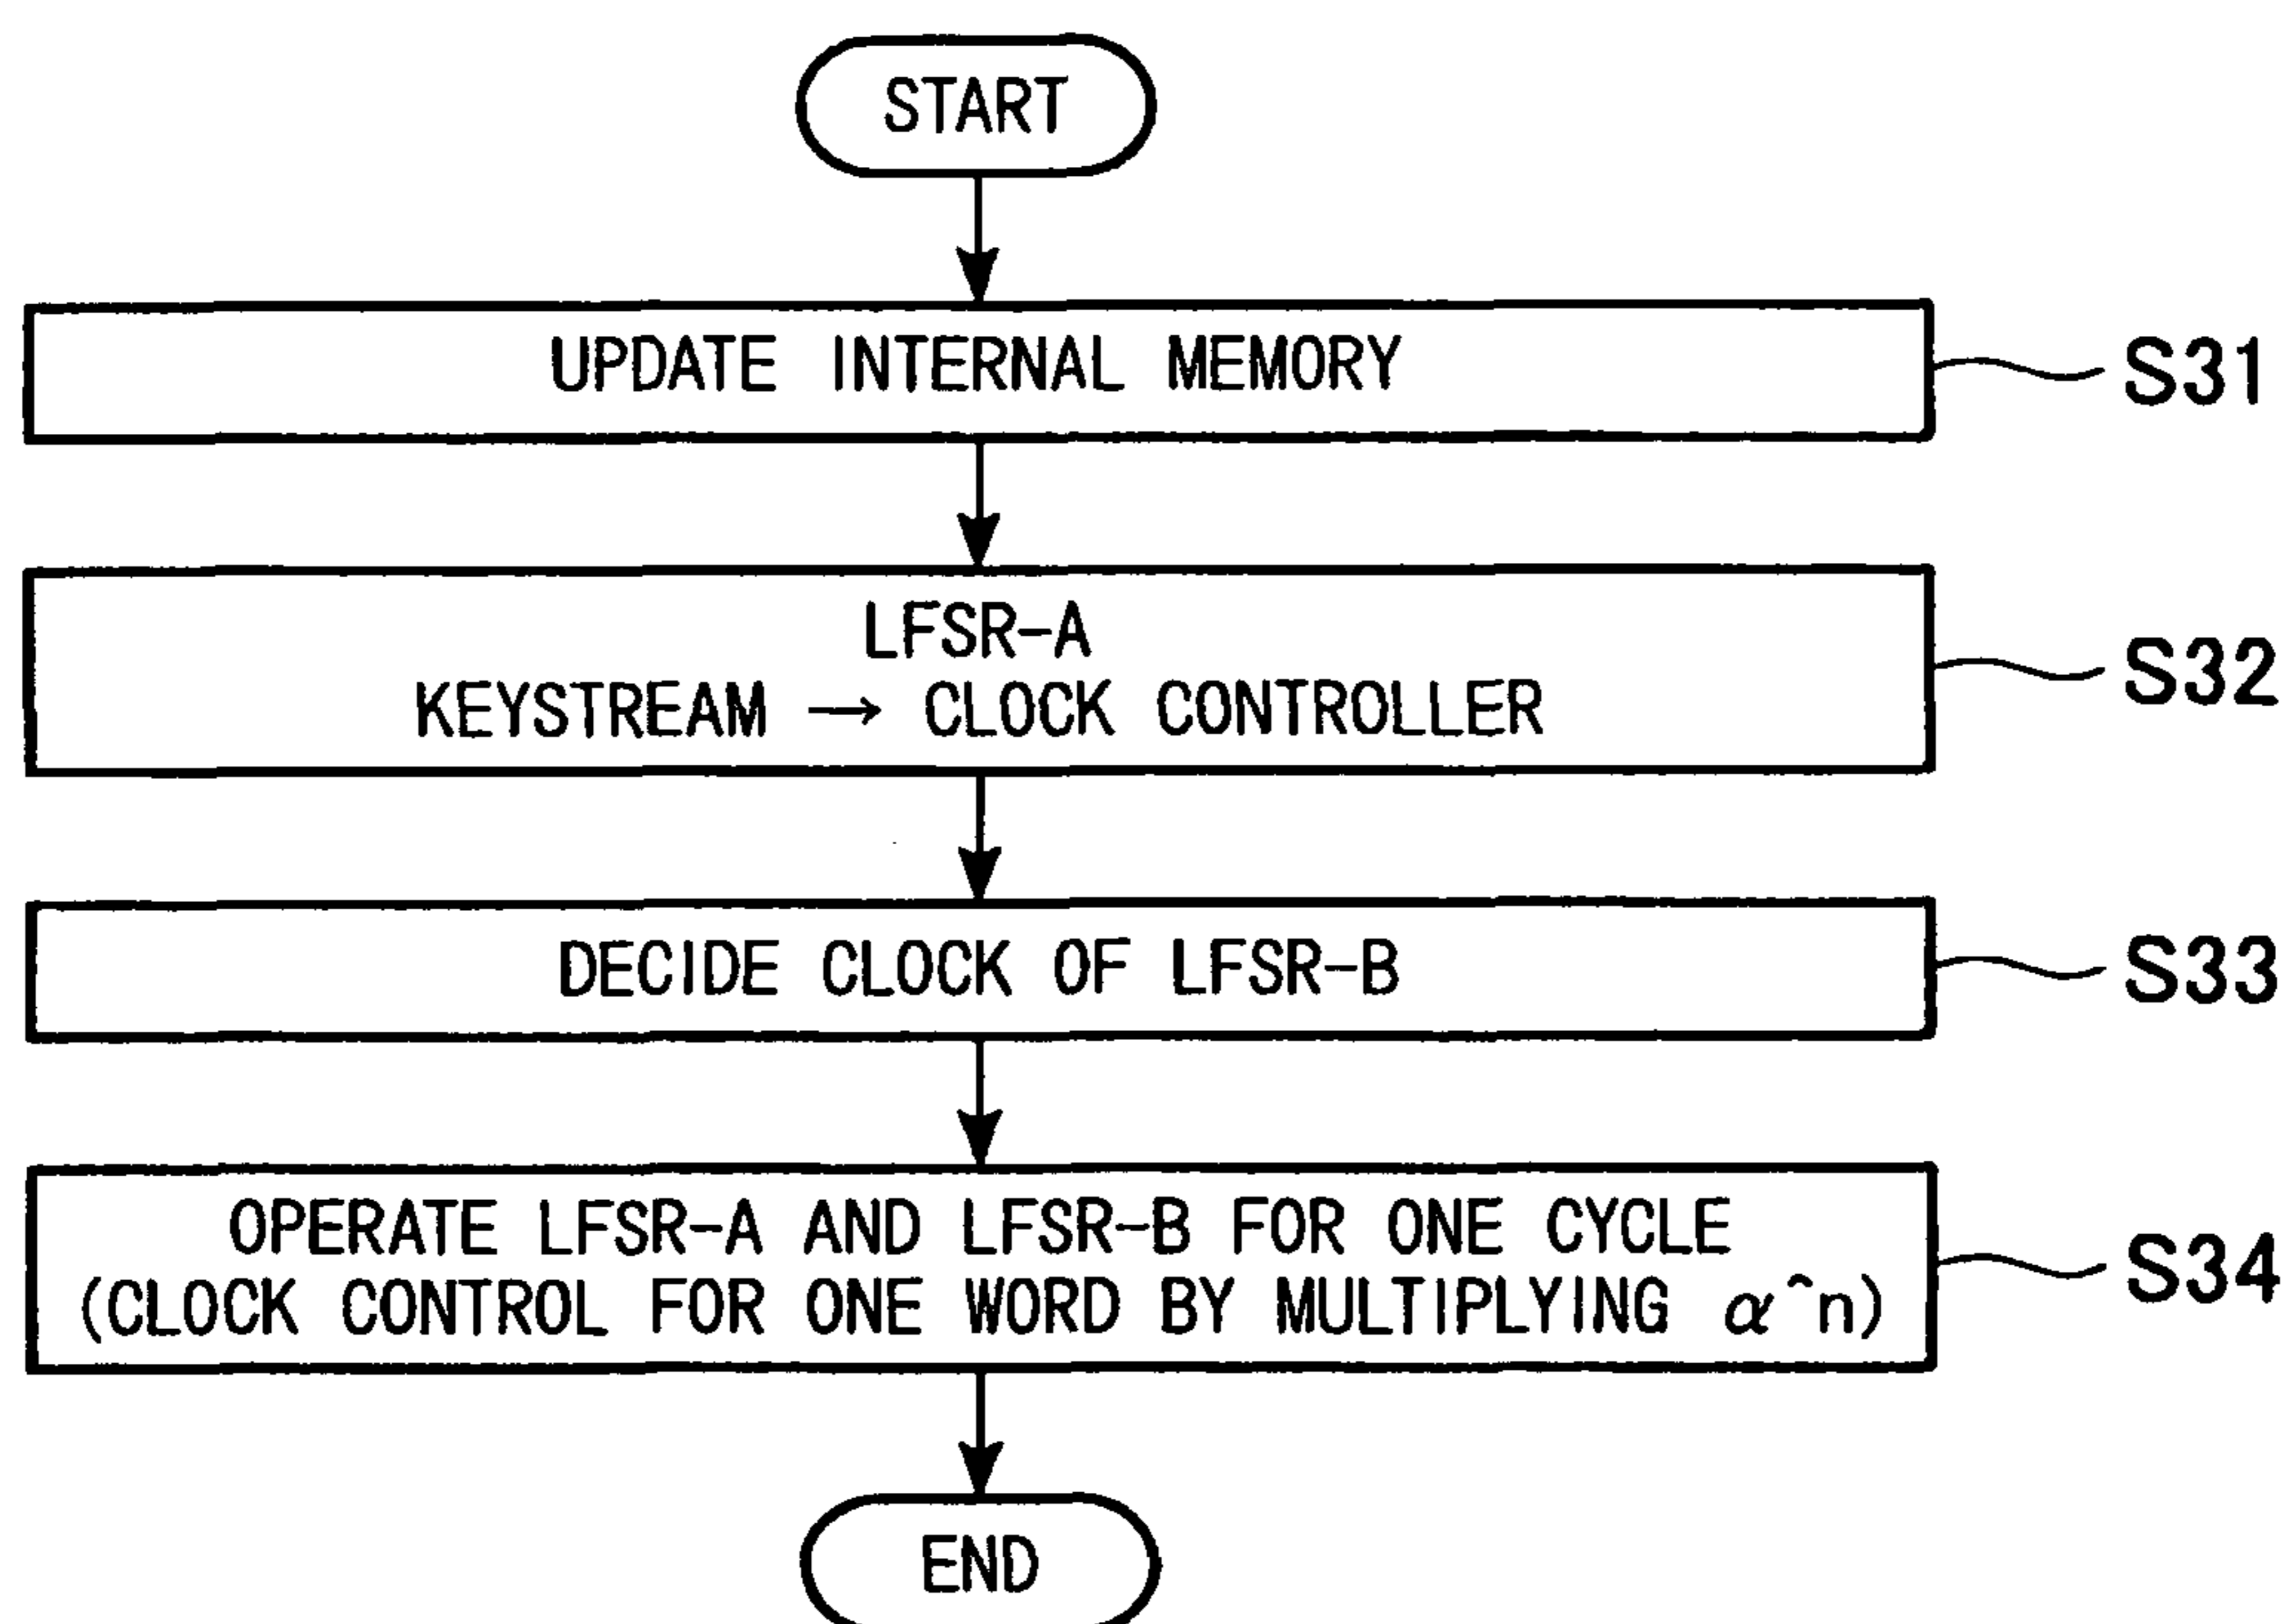 START
UPDATE INTERNAL MEMORY
S31
LFSR-A
KEYSTREAM → CLOCK CONTROLLER
S32
DECIDE CLOCK OF LFSR-B
S33
OPERATE LFSR-A AND LFSR-B FOR ONE CYCLE
(CLOCK CONTROL FOR ONE WORD BY MULTIPLYING α^n)
S34
END